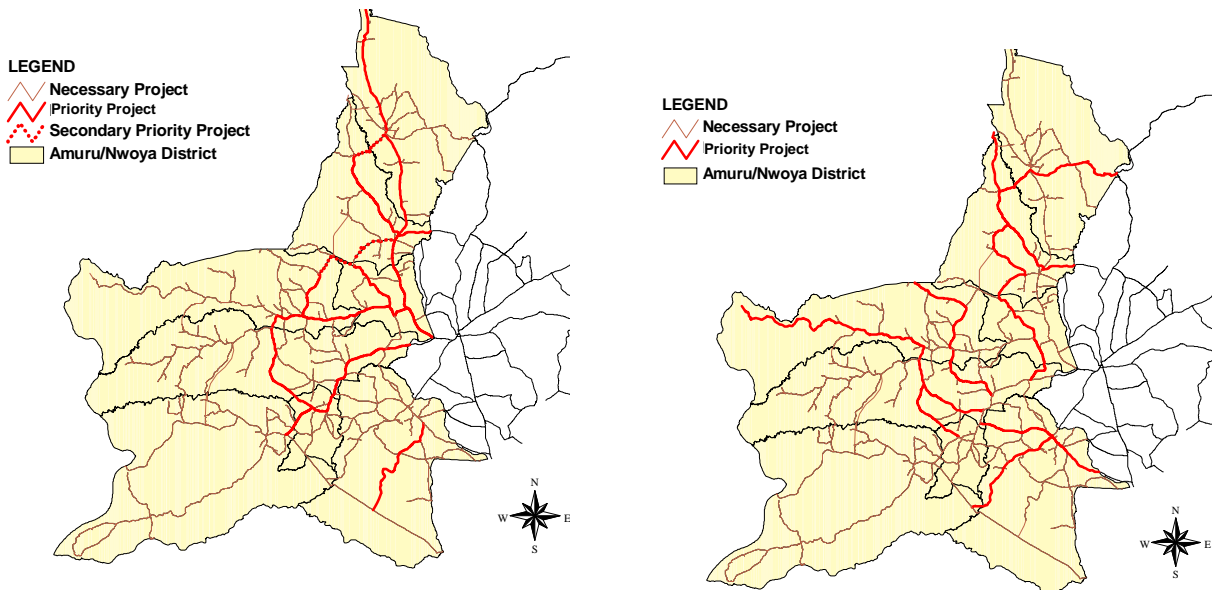 LEGEND
Necessary Project
Priority Project
Secondary Priority Project
Amuru/Nwoya District
N
W E
S
LEGEND
Necessary Project
Priority Project
Amuru/Nwoya District
N
W E
S